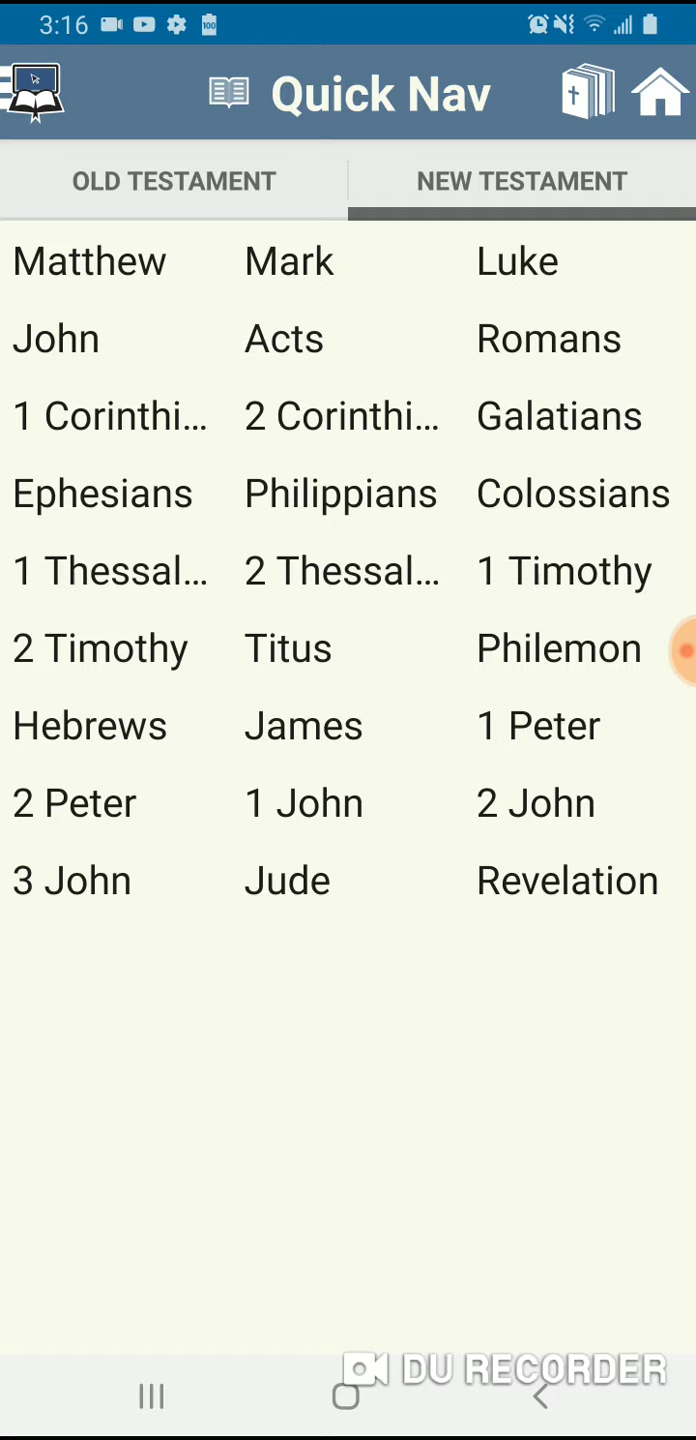 3:16 100
Quick Nav
OLD TESTAMENT NEW TESTAMENT
Matthew Mark Luke
John Acts Romans
1 Corinthi... 2 Corinthi... Galatians
Ephesians Philippians Colossians
1 Thessal... 2 Thessal... 1 Timothy
2 Timothy Titus Philemon
Hebrews James 1 Peter
2 Peter 1 John 2 John
3 John Jude Revelation
DU RECORDER